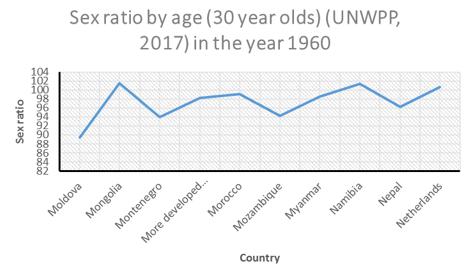 Sex ratio by age (30 year olds) (UNWPP,
2017) in the year 1960
104
102
100
98
96
94
92
90
88
86
84
82
Sex ratio
Moldova
Mongolia
Montenegro
More developed...
Morocco
Mozambique
Myanmar
Namibia
Nepal
Netherlands
Country